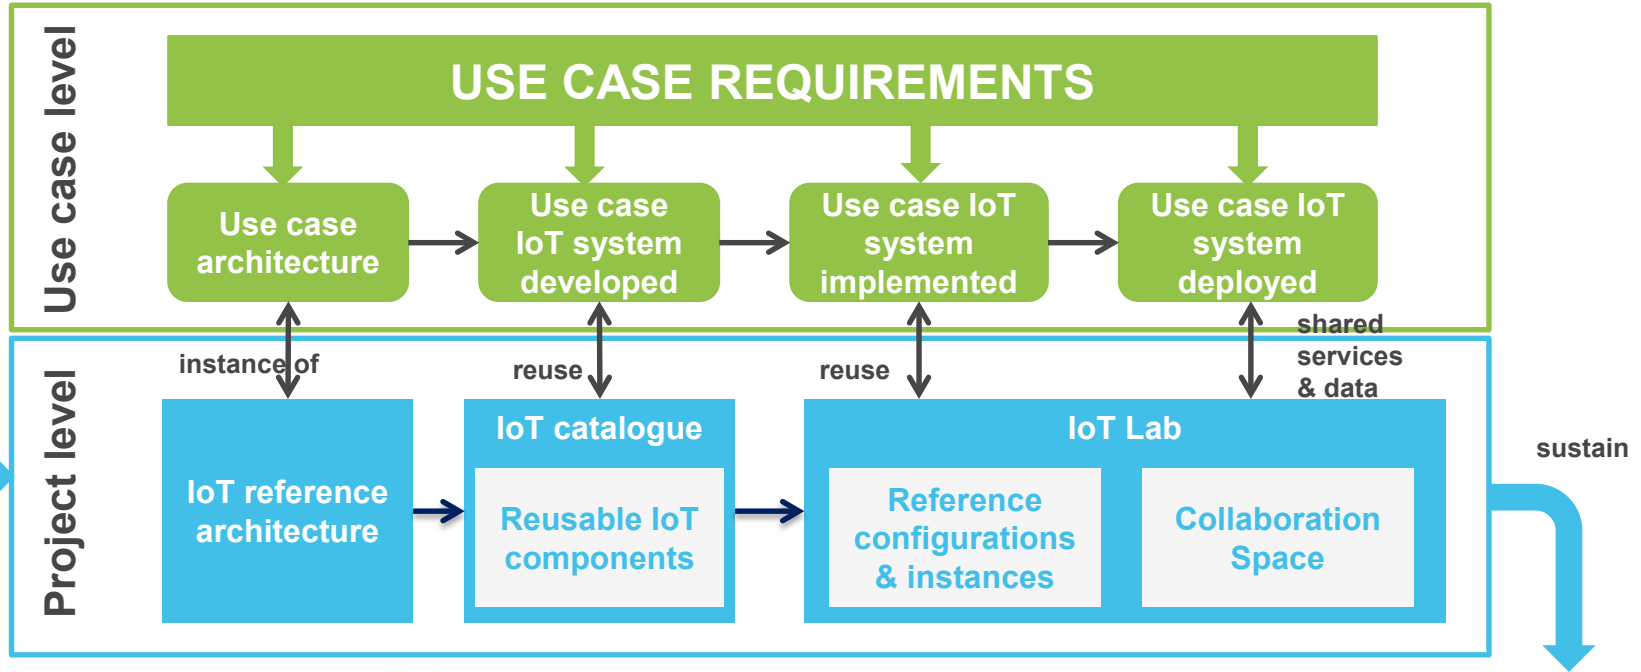 Use case level
USE CASE REQUIREMENTS
Use case
architecture
Use case
IoT system
developed
Use case IoT
system
implemented
Use case IoT
system
deployed
instance of
reuse
reuse
shared
services
& data
Project level
IoT reference
architecture
IoT catalogue
Reusable IoT
components
IoT Lab
Reference
configurations
& instances
Collaboration
Space
sustain